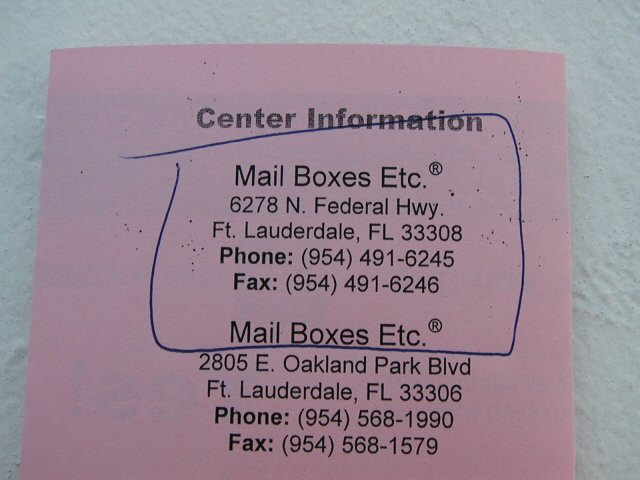 Center Information
Mail Boxes Etc.®
6278 N. Federal Hwy.
Ft. Lauderdale, FL 33308
Phone: (954) 491-6245
Fax: (954) 491-6246
Mail Boxes Etc.®
2805 E. Oakland Park Blvd
Ft. Lauderdale, FL 33306
Phone: (954) 568-1990
Fax: (954) 568-1579